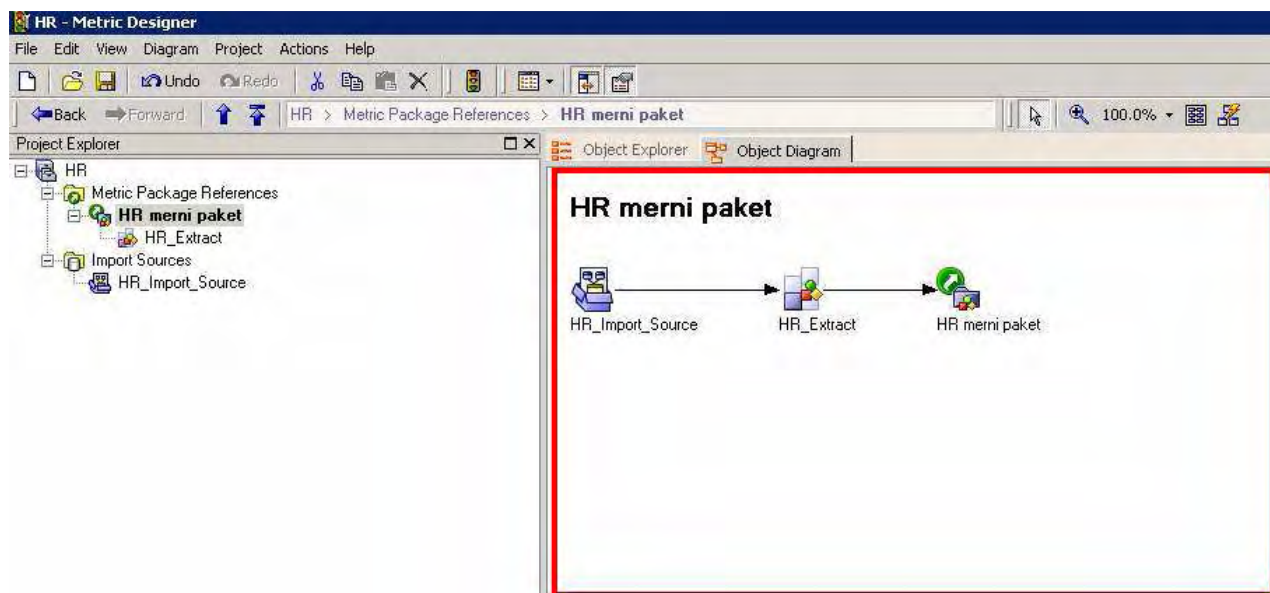 HR - Metric Designer
File Edit View Diagram Project Actions Help
Undo Redo
Back Forward HR > Metric Package References > HR merni paket 100.0%
Project Explorer
Object Explorer Object Diagram
HR
Metric Package References
HR merni paket
HR_Extract
Import Sources
HR_Import_Source
HR merni paket
HR_Import_Source HR_Extract HR merni paket